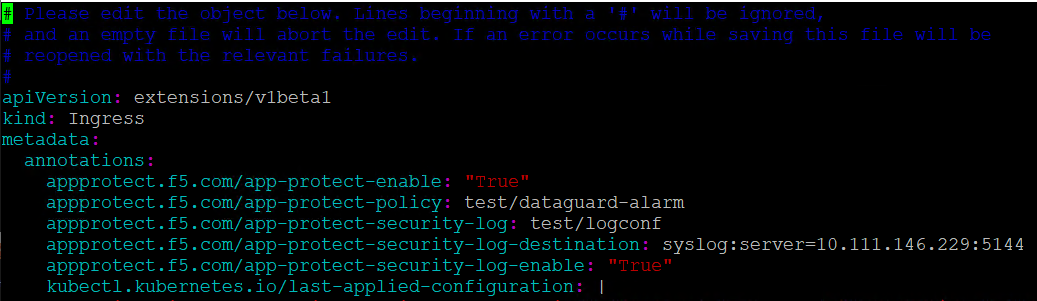 # Please edit the object below. Lines beginning with a '#' will be ignored,
# and an empty file will abort the edit. If an error occurs while saving this file will be
# reopened with the relevant failures.
#
apiVersion: extensions/v1beta1
kind: Ingress
metadata:
  annotations:
    appprotect.f5.com/app-protect-enable: "True"
    appprotect.f5.com/app-protect-policy: test/dataguard-alarm
    appprotect.f5.com/app-protect-security-log: test/logconf
    appprotect.f5.com/app-protect-security-log-destination: syslog:server=10.111.146.229:5144
    appprotect.f5.com/app-protect-security-log-enable: "True"
    kubectl.kubernetes.io/last-applied-configuration: |